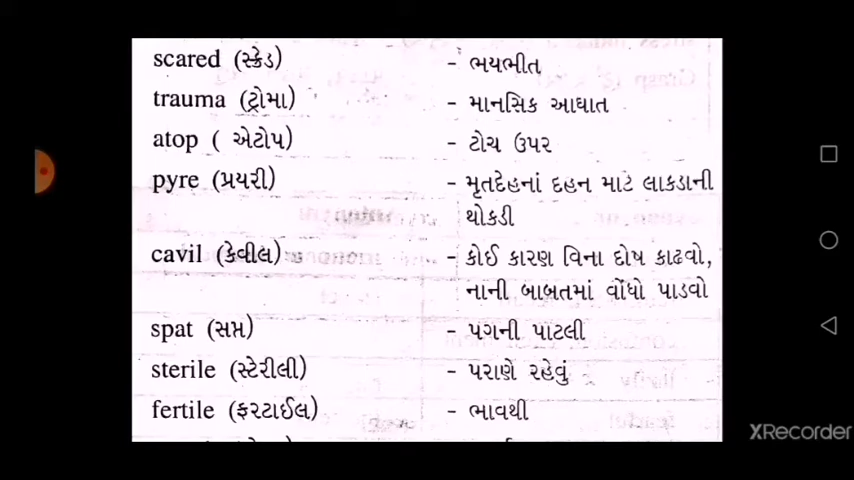 scared (સ્ક્રેડ) - ભયભીત
trauma (ટ્રોમા) - માનસિક આઘાત
atop ( એટોપ) - ટોચ ઉપર
pyre (પ્રયરી) - મૃતદેહનાં દહન માટે લાકડાની
થોકડી
cavil (કેવીલ) - કોઈ કારણ વિના દોષ કાઢવો,
નાની બાબતમાં વોંધો પાડવો
spat (સપ્ત) - પગની પાટલી
sterile (સ્ટેરીલી) - પરાણે રહેવું
fertile (ફરટાઈલ) - ભાવથી
XRecorder